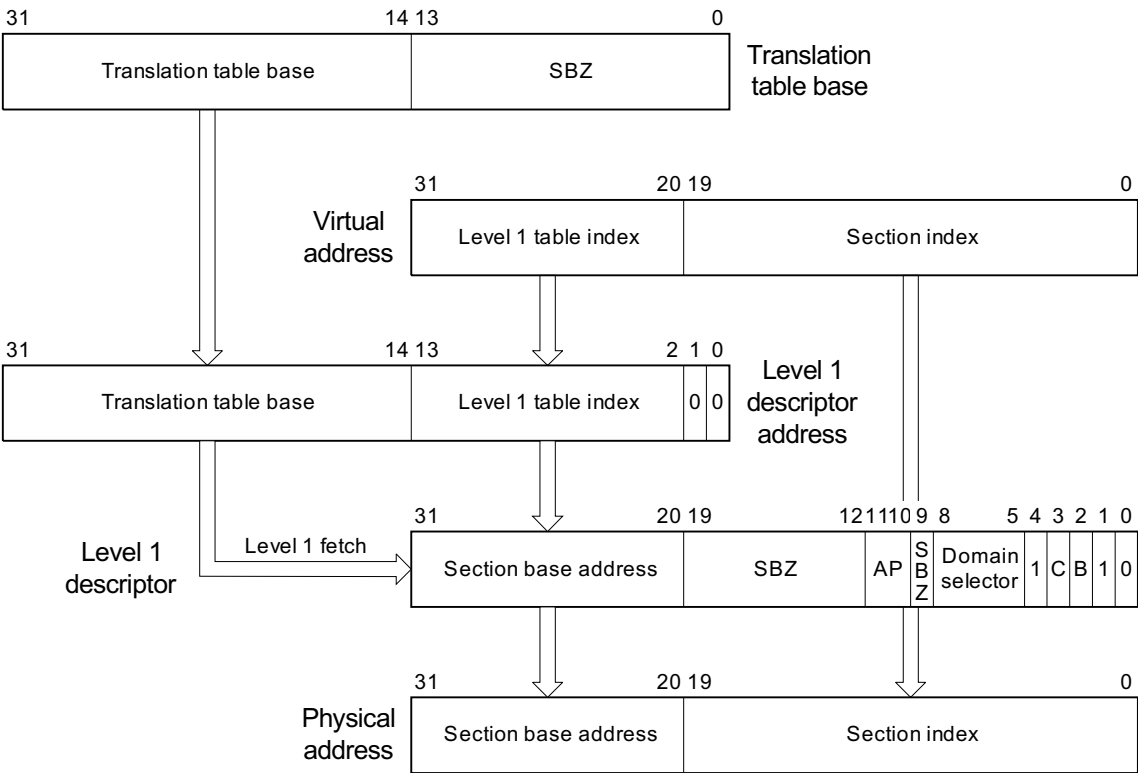 31 14 13 0
Translation table base SBZ
Translation
table base
31 20 19 0
Virtual
address
Level 1 table index Section index
31 14 13 2 1 0
Translation table base Level 1 table index 0 0
Level 1
descriptor
address
31 20 19 12 11 10 9 8 5 4 3 2 1 0
Level 1
descriptor
Level 1 fetch
Section base address SBZ AP
S
B
Z
Domain
selector
1 C B 1 0
31 20 19 0
Physical
address
Section base address Section index